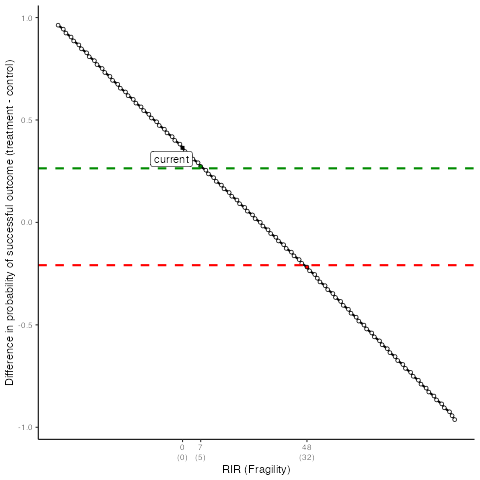 Difference in probability of successful outcome (treatment - control)
1.0
0.5
0.0
-0.5
-1.0
current
0 7 48
(0) (5) (32)
RIR (Fragility)